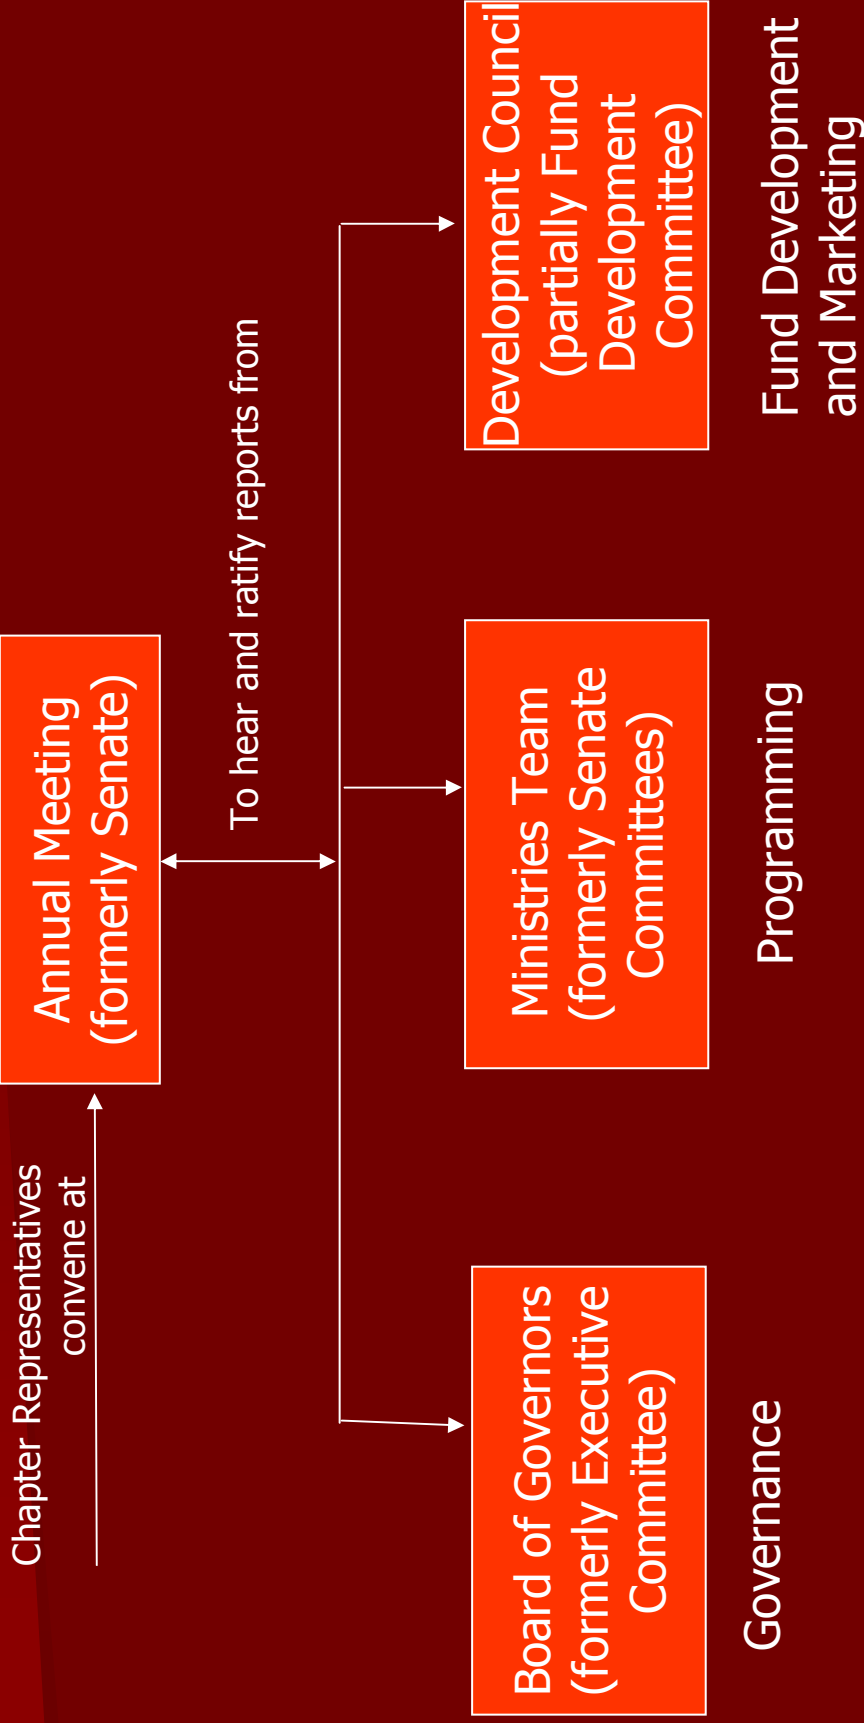 Chapter Representatives
convene at
Annual Meeting
(formerly Senate)
To hear and ratify reports from
Board of Governors
(formerly Executive
Committee)
Ministries Team
(formerly Senate
Committees)
Development Council
(partially Fund
Development
Committee)
Governance
Programming
Fund Development
and Marketing